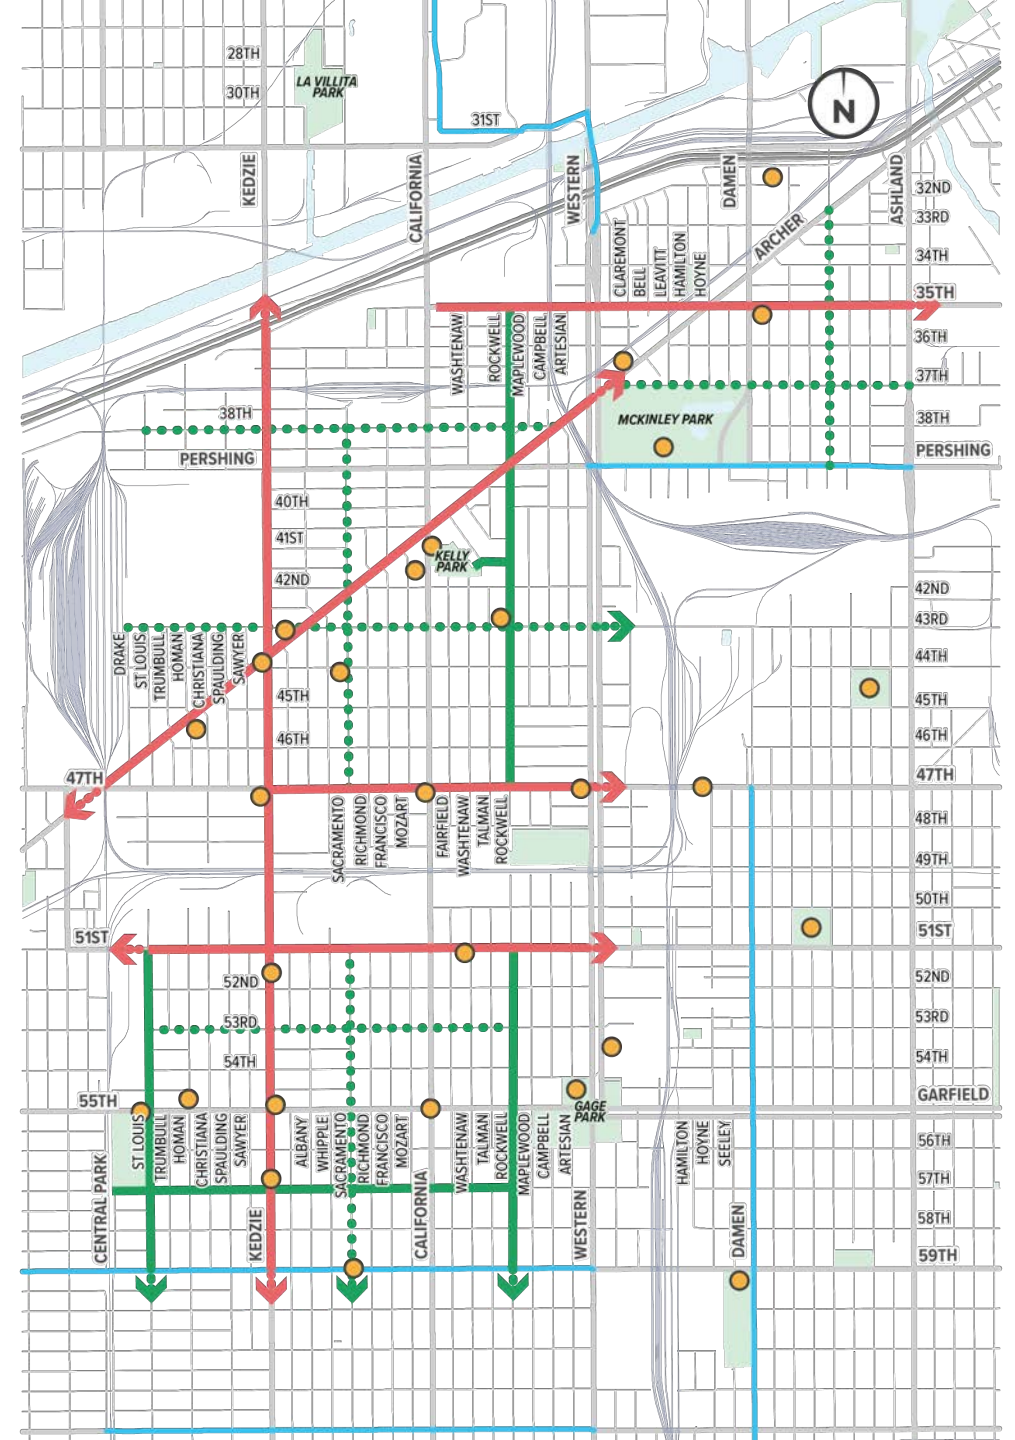 28TH
LA VILLITA
PARK
30TH
N
31ST
KEDZIE
CALIFORNIA
WESTERN
DAMEN
ASHLAND
32ND
33RD
ARCHER
34TH
CLAREMONT
BELL
LEAVITT
HAMILTON
HOYNE
35TH
WASHTENAW
ROCKWELL
MAPLEWOOD
CAMPBELL
ARTESIAN
36TH
37TH
38TH
MCKINLEY PARK
38TH
PERSHING
PERSHING
40TH
41ST
KELLY
PARK
42ND
42ND
43RD
DRAKE
ST LOUIS
TRUMBULL
HOMAN
CHRISTIANA
SPAULDING
SAWYER
44TH
45TH
45TH
46TH
46TH
47TH
47TH
SACRAMENTO
RICHMOND
FRANCISCO
MOZART
FAIRFIELD
WASHTENAW
TALMAN
ROCKWELL
48TH
49TH
50TH
51ST
51ST
52ND
52ND
53RD
53RD
54TH
54TH
55TH
GARFIELD
GAGE
PARK
ST LOUIS
TRUMBULL
HOMAN
CHRISTIANA
SPAULDING
SAWYER
ALBANY
WHIPPLE
SACRAMENTO
RICHMOND
FRANCISCO
MOZART
WASHTENAW
TALMAN
ROCKWELL
MAPLEWOOD
CAMPBELL
ARTESIAN
HAMILTON
HOYNE
SEELEY
56TH
57TH
CENTRAL PARK
KEDZIE
CALIFORNIA
WESTERN
DAMEN
58TH
59TH